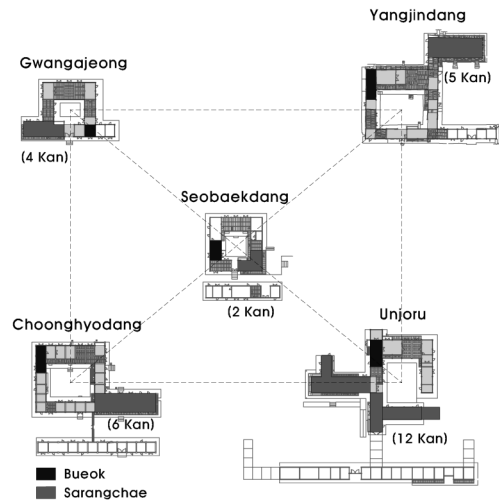 Yangjindang
Gwangajeong
(5 Kan)
(4 Kan)
Seobaekdang
(2 Kan)
Choonghyodang
Unjoru
(6 Kan)
(12 Kan)
Bueok
Sarangchae